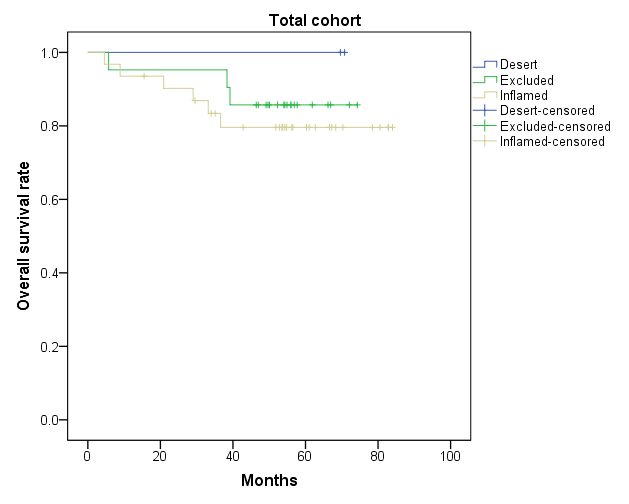 Total cohort
1.0
0.8
0.6
0.4
0.2
0.0
Overall survival rate
0 20 40 60 80 100
Months
Desert
Excluded
Inflamed
Desert-censored
Excluded-censored
Inflamed-censored